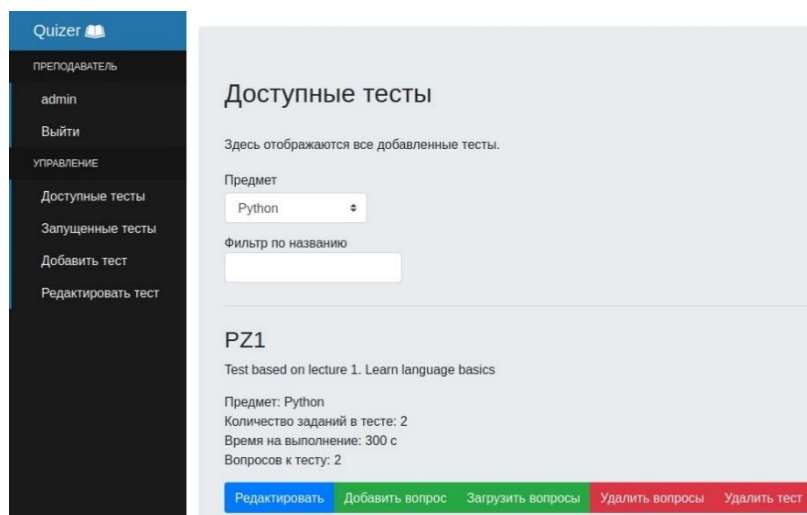 Quizer
ПРЕПОДАВАТЕЛЬ
admin
Выйти
УПРАВЛЕНИЕ
Доступные тесты
Запущенные тесты
Добавить тест
Редактировать тест
Доступные тесты
Здесь отображаются все добавленные тесты.
Предмет
Python
Фильтр по названию
PZ1
Test based on lecture 1. Learn language basics
Предмет: Python
Количество заданий в тесте: 2
Время на выполнение: 300 с
Вопросов к тесту: 2
Редактировать Добавить вопрос Загрузить вопросы Удалить вопросы Удалить тест